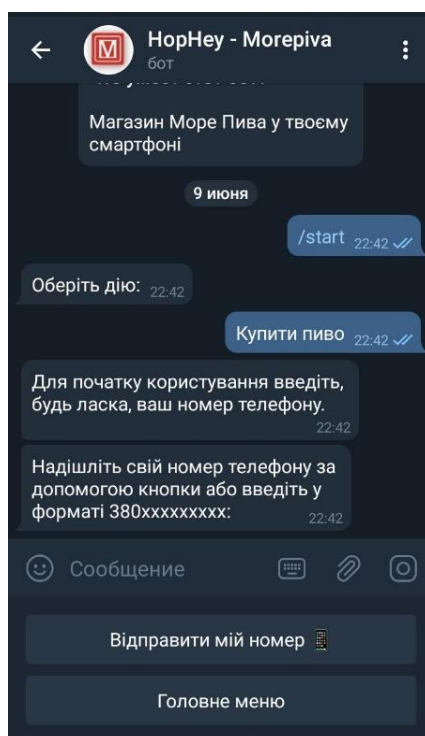 HopHey - Morepiva
бот
Магазин Море Пива у твоєму
смартфоні
9 июня
/start 22:42
Оберіть дію: 22:42
Купити пиво 22:42
Для початку користування введіть,
будь ласка, ваш номер телефону.
22:42
Надішліть свій номер телефону за
допомогою кнопки або введіть у
форматі 380xxxxxxxxx: 22:42
Сообщение
Відправити мій номер
Головне меню